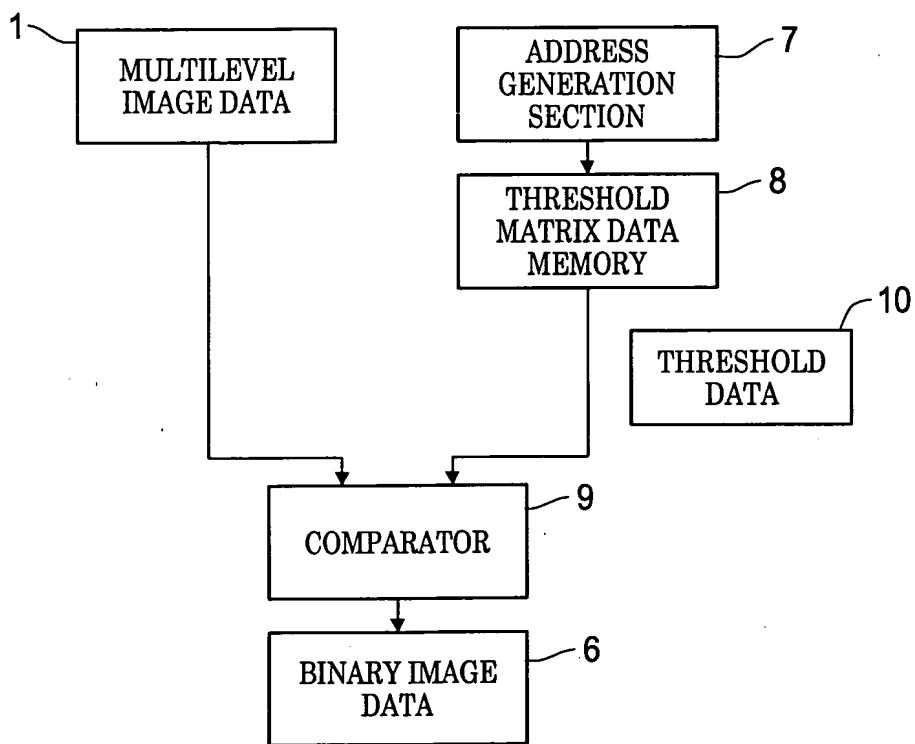 1
MULTILEVEL
IMAGE DATA
7
ADDRESS
GENERATION
SECTION
8
THRESHOLD
MATRIX DATA
MEMORY
10
THRESHOLD
DATA
9
COMPARATOR
6
BINARY IMAGE
DATA